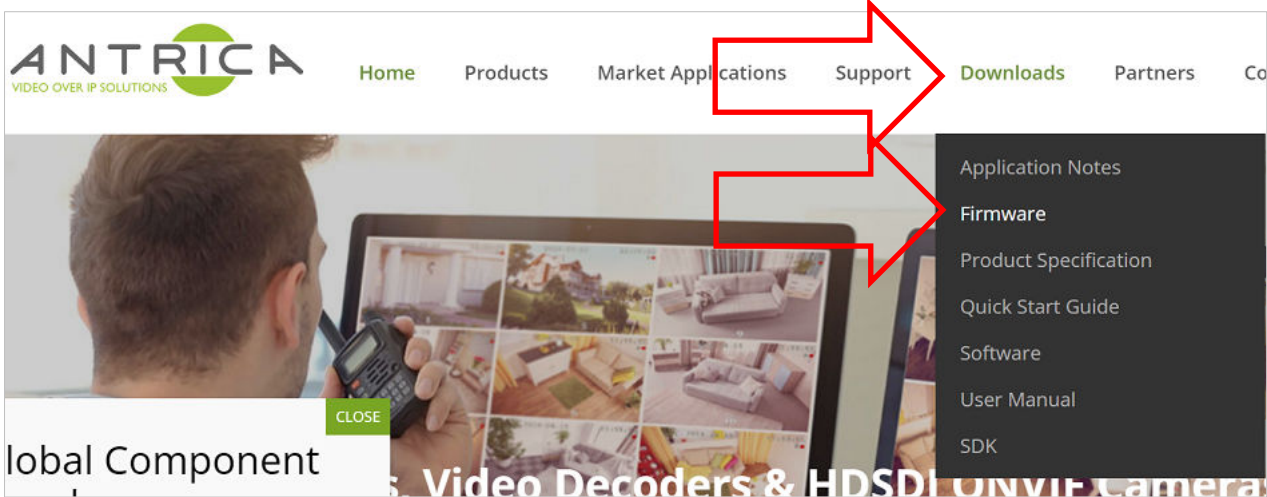 ANTRICA
VIDEO OVER IP SOLUTIONS
Home Products Market Applications Support Downloads Partners Co
Application Notes
Firmware
Product Specification
Quick Start Guide
Software
User Manual
SDK
CLOSE
lobal Component
s, Video Decoders & HDSDI ONVIF Cameras